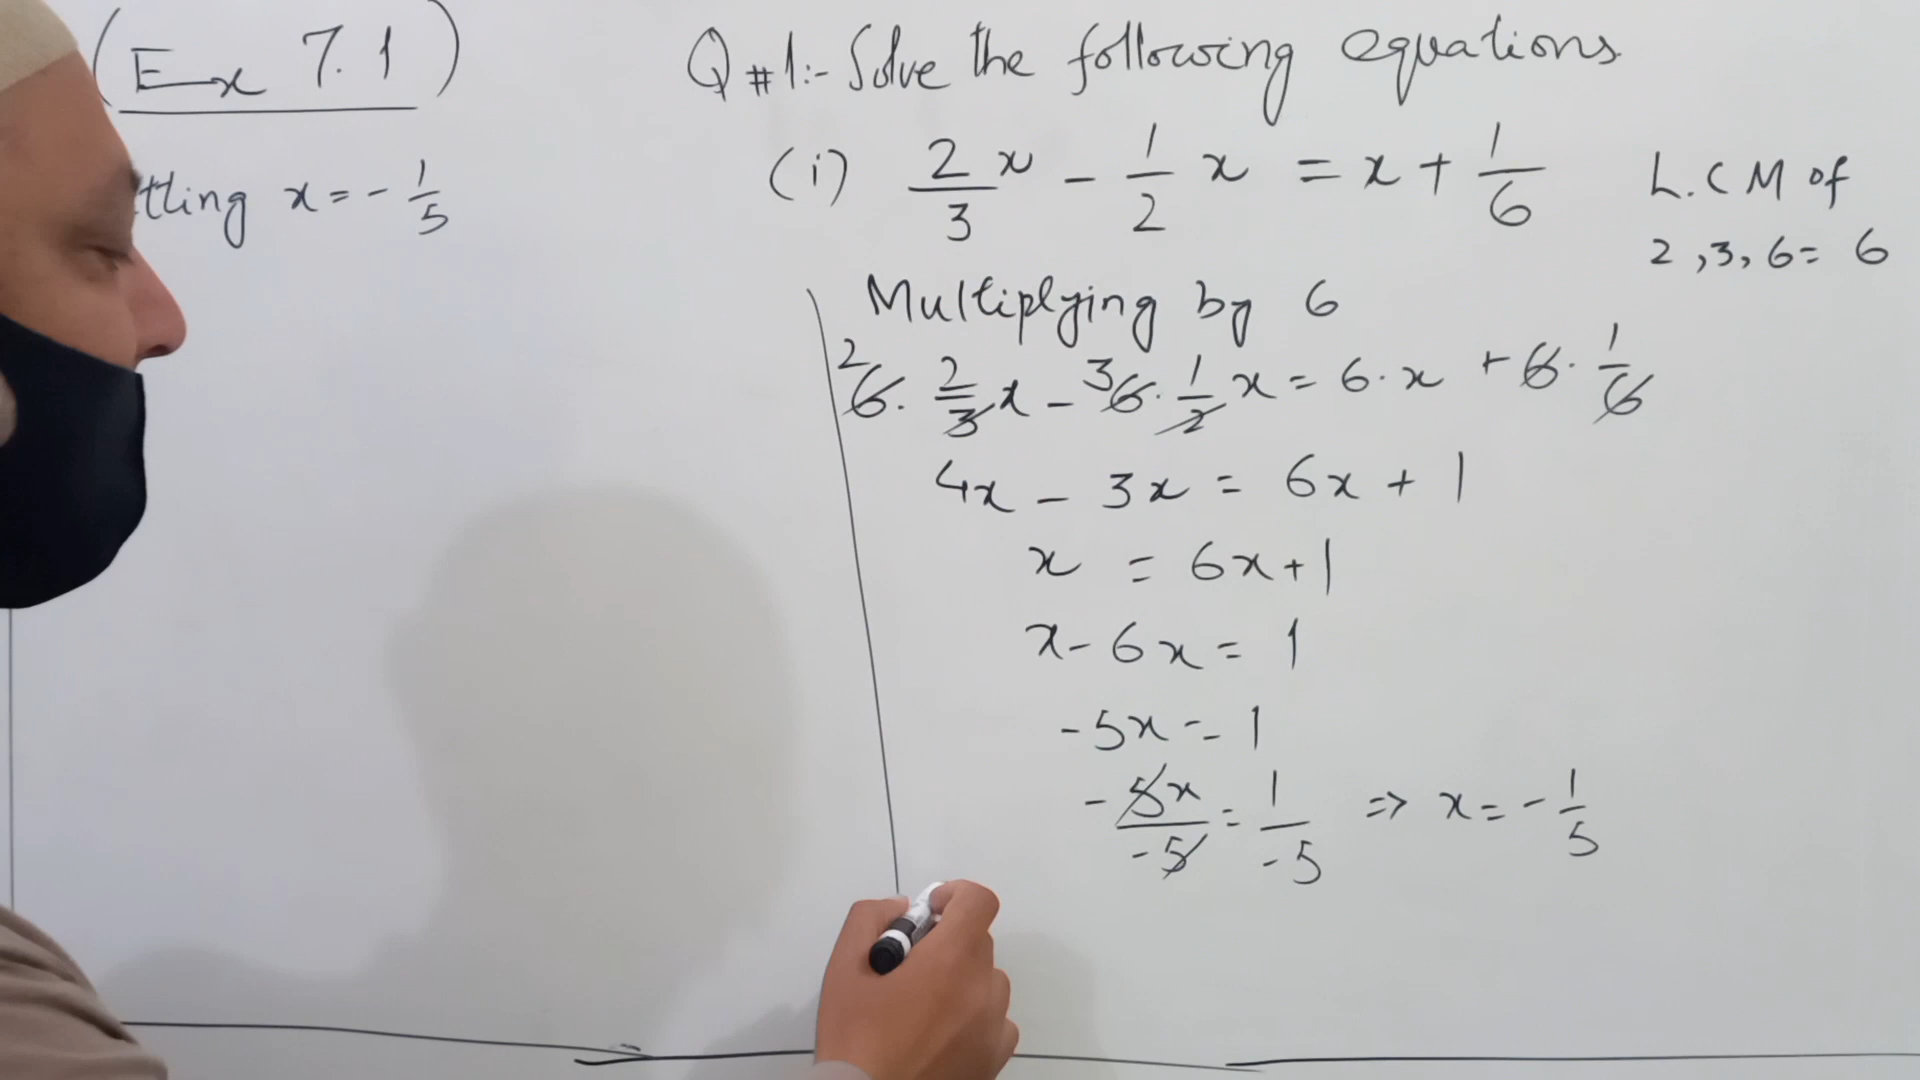 (Ex 7.1)
x = - 1/5
Q #1:- Solve the following equations
(i) 2/3 x - 1/2 x = x + 1/6
L.C M of
2, 3, 6 = 6
Multiplying by 6
2 6 . 2/3 x - 3 6 . 1/2 x = 6 . x + 6 . 1/6
4x - 3x = 6x + 1
x = 6x + 1
x - 6x = 1
-5x = 1
-5x/-5 = 1/-5 => x = - 1/5